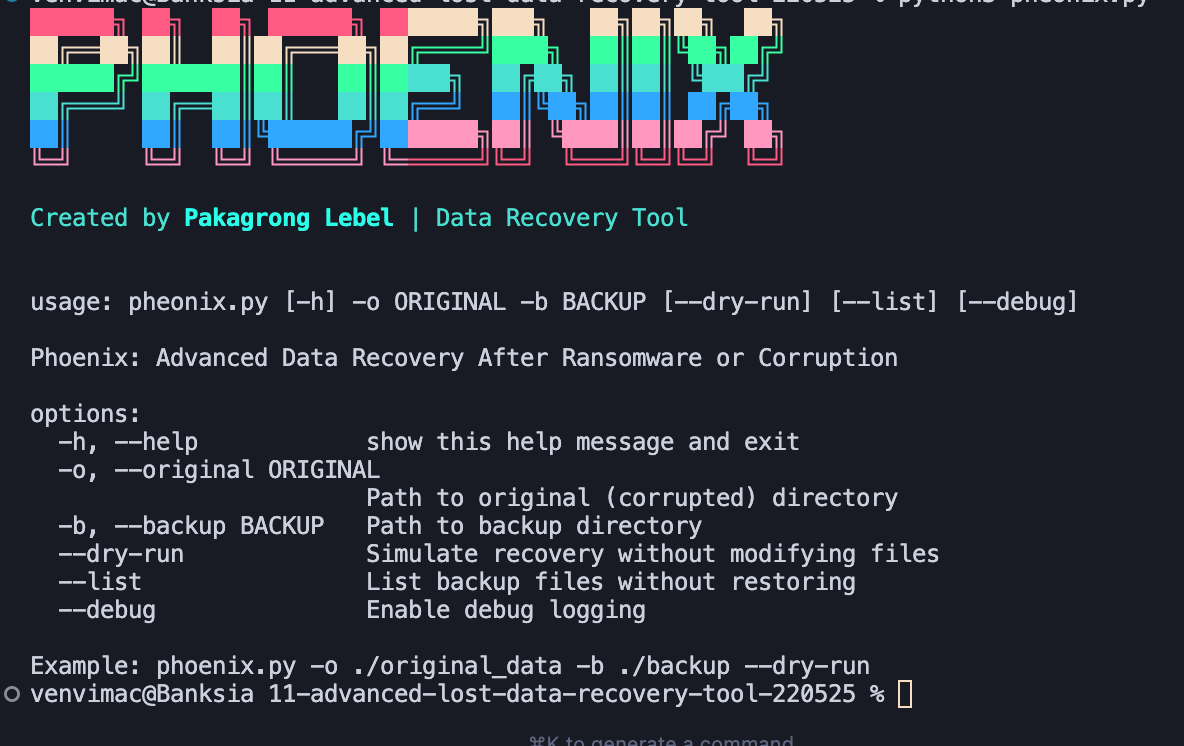 venvimac@Banksia 11-advanced-lost-data-recovery-tool-220525 % python3 pheonix.py
PHOENIX
Created by Pakagrong Lebel | Data Recovery Tool
usage: pheonix.py [-h] -o ORIGINAL -b BACKUP [--dry-run] [--list] [--debug]
Phoenix: Advanced Data Recovery After Ransomware or Corruption
options:
-h, --help show this help message and exit
-o, --original ORIGINAL
Path to original (corrupted) directory
-b, --backup BACKUP Path to backup directory
--dry-run Simulate recovery without modifying files
--list List backup files without restoring
--debug Enable debug logging
Example: phoenix.py -o ./original_data -b ./backup --dry-run
venvimac@Banksia 11-advanced-lost-data-recovery-tool-220525 %
⌘K to generate a command